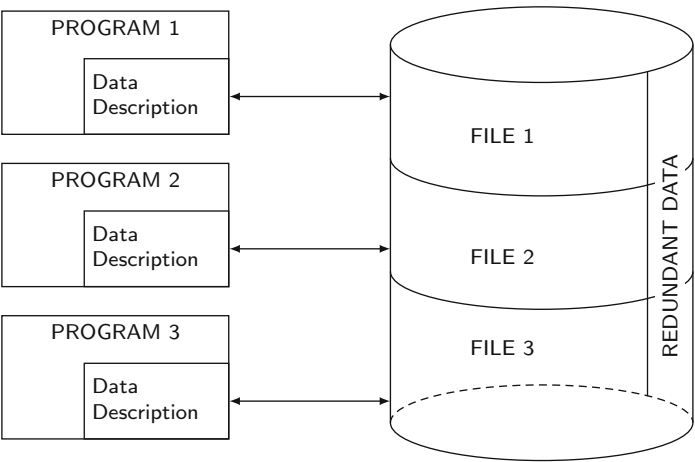 PROGRAM 1
Data
Description
FILE 1
PROGRAM 2
Data
Description
FILE 2
PROGRAM 3
Data
Description
FILE 3
REDUNDANT DATA